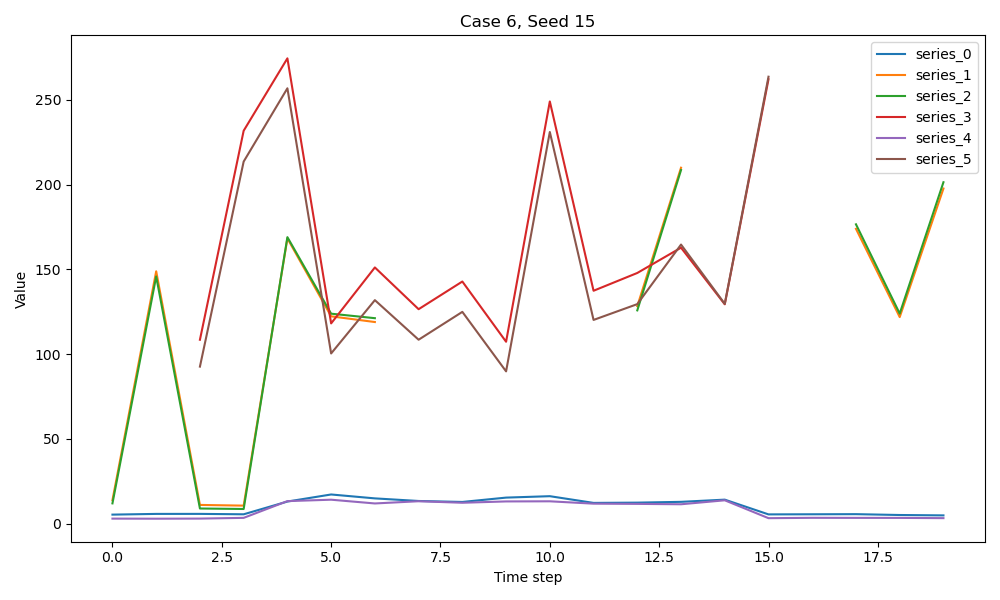 Case 6, Seed 15
series_0
series_1
series_2
series_3
series_4
series_5
Value
250
200
150
100
50
0
0.0 2.5 5.0 7.5 10.0 12.5 15.0 17.5
Time step